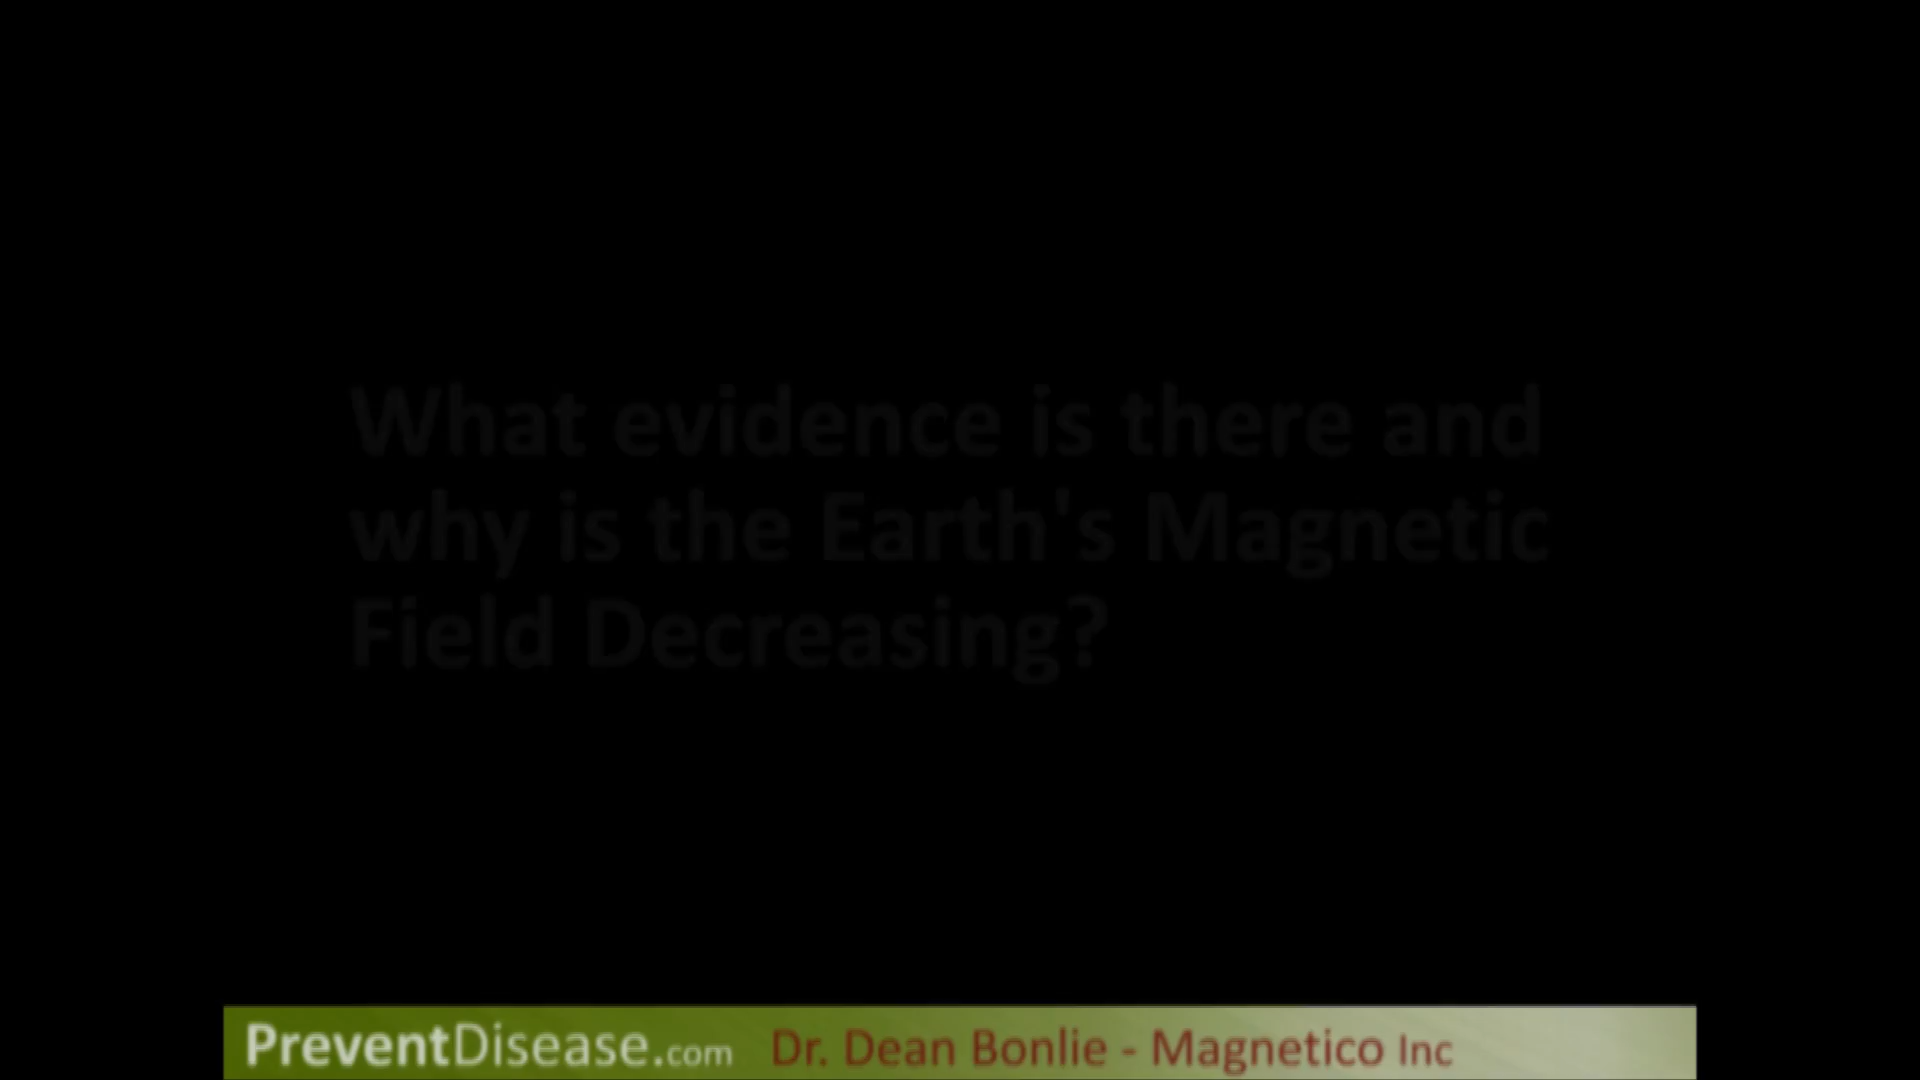 What evidence is there and
why is the Earth's Magnetic
Field Decreasing?
PreventDisease.com Dr. Dean Bonlie - Magnetico Inc